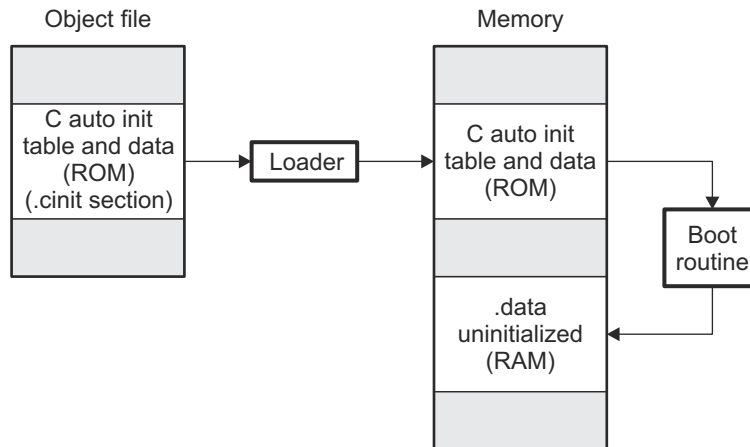 Object file
C auto init
table and data
(ROM)
(.cinit section)
Loader
Memory
C auto init
table and data
(ROM)
.data
uninitialized
(RAM)
Boot
routine